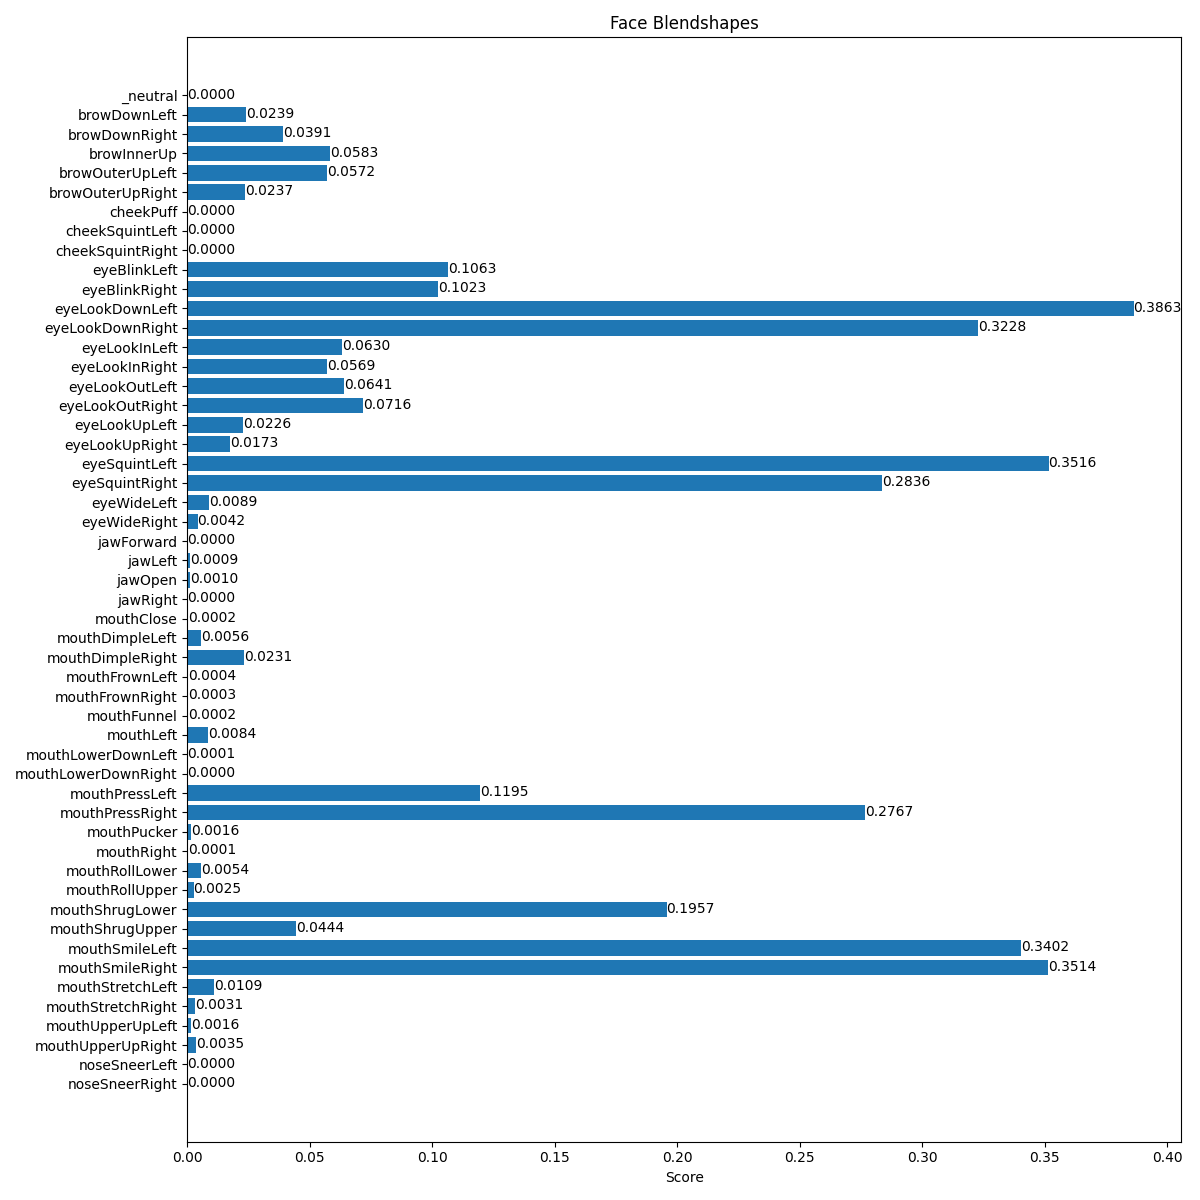 Face Blendshapes
_neutral 0.0000
browDownLeft 0.0239
browDownRight 0.0391
browInnerUp 0.0583
browOuterUpLeft 0.0572
browOuterUpRight 0.0237
cheekPuff 0.0000
cheekSquintLeft 0.0000
cheekSquintRight 0.0000
eyeBlinkLeft 0.1063
eyeBlinkRight 0.1023
eyeLookDownLeft 0.3863
eyeLookDownRight 0.3228
eyeLookInLeft 0.0630
eyeLookInRight 0.0569
eyeLookOutLeft 0.0641
eyeLookOutRight 0.0716
eyeLookUpLeft 0.0226
eyeLookUpRight 0.0173
eyeSquintLeft 0.3516
eyeSquintRight 0.2836
eyeWideLeft 0.0089
eyeWideRight 0.0042
jawForward 0.0000
jawLeft 0.0009
jawOpen 0.0010
jawRight 0.0000
mouthClose 0.0002
mouthDimpleLeft 0.0056
mouthDimpleRight 0.0231
mouthFrownLeft 0.0004
mouthFrownRight 0.0003
mouthFunnel 0.0002
mouthLeft 0.0084
mouthLowerDownLeft 0.0001
mouthLowerDownRight 0.0000
mouthPressLeft 0.1195
mouthPressRight 0.2767
mouthPucker 0.0016
mouthRight 0.0001
mouthRollLower 0.0054
mouthRollUpper 0.0025
mouthShrugLower 0.1957
mouthShrugUpper 0.0444
mouthSmileLeft 0.3402
mouthSmileRight 0.3514
mouthStretchLeft 0.0109
mouthStretchRight 0.0031
mouthUpperUpLeft 0.0016
mouthUpperUpRight 0.0035
noseSneerLeft 0.0000
noseSneerRight 0.0000
0.00 0.05 0.10 0.15 0.20 0.25 0.30 0.35 0.40
Score